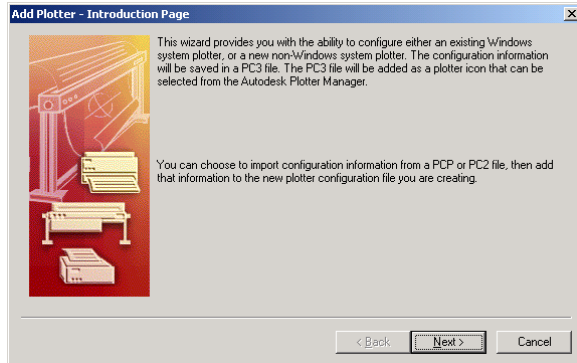 Add Plotter - Introduction Page
This wizard provides you with the ability to configure either an existing Windows
system plotter, or a new non-Windows system plotter. The configuration information
will be saved in a PC3 file. The PC3 file will be added as a plotter icon that can be
selected from the Autodesk Plotter Manager.
You can choose to import configuration information from a PCP or PC2 file, then add
that information to the new plotter configuration file you are creating.
< Back Next > Cancel